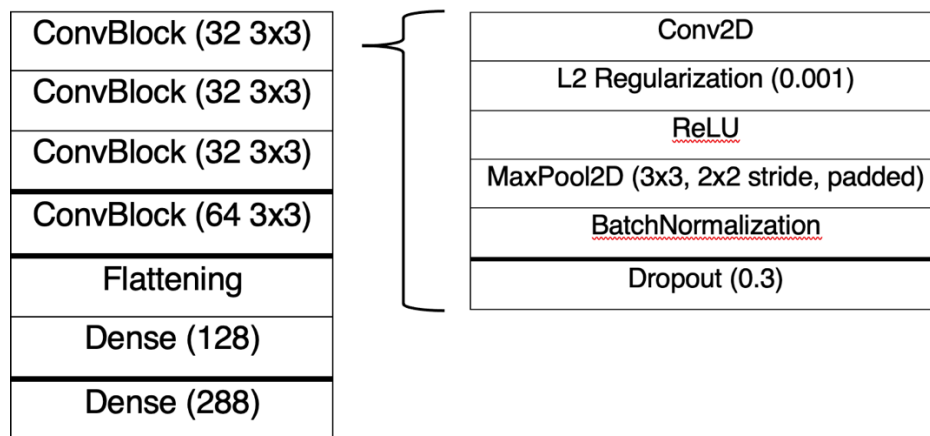 ConvBlock (32 3x3)
ConvBlock (32 3x3)
ConvBlock (32 3x3)
ConvBlock (64 3x3)
Flattening
Dense (128)
Dense (288)
Conv2D
L2 Regularization (0.001)
ReLU
MaxPool2D (3x3, 2x2 stride, padded)
BatchNormalization
Dropout (0.3)